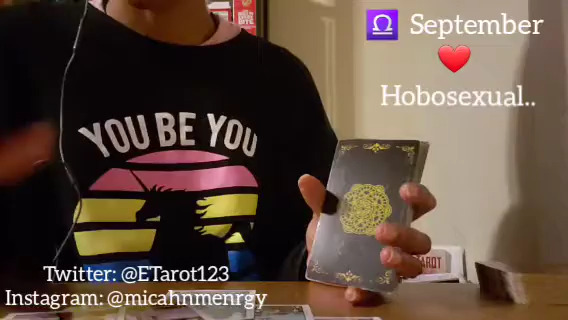 ♎ September
❤️
Hobosexual..
YOU BE YOU
TAROT
Twitter: @ETarot123
Instagram: @micahnmenrgy